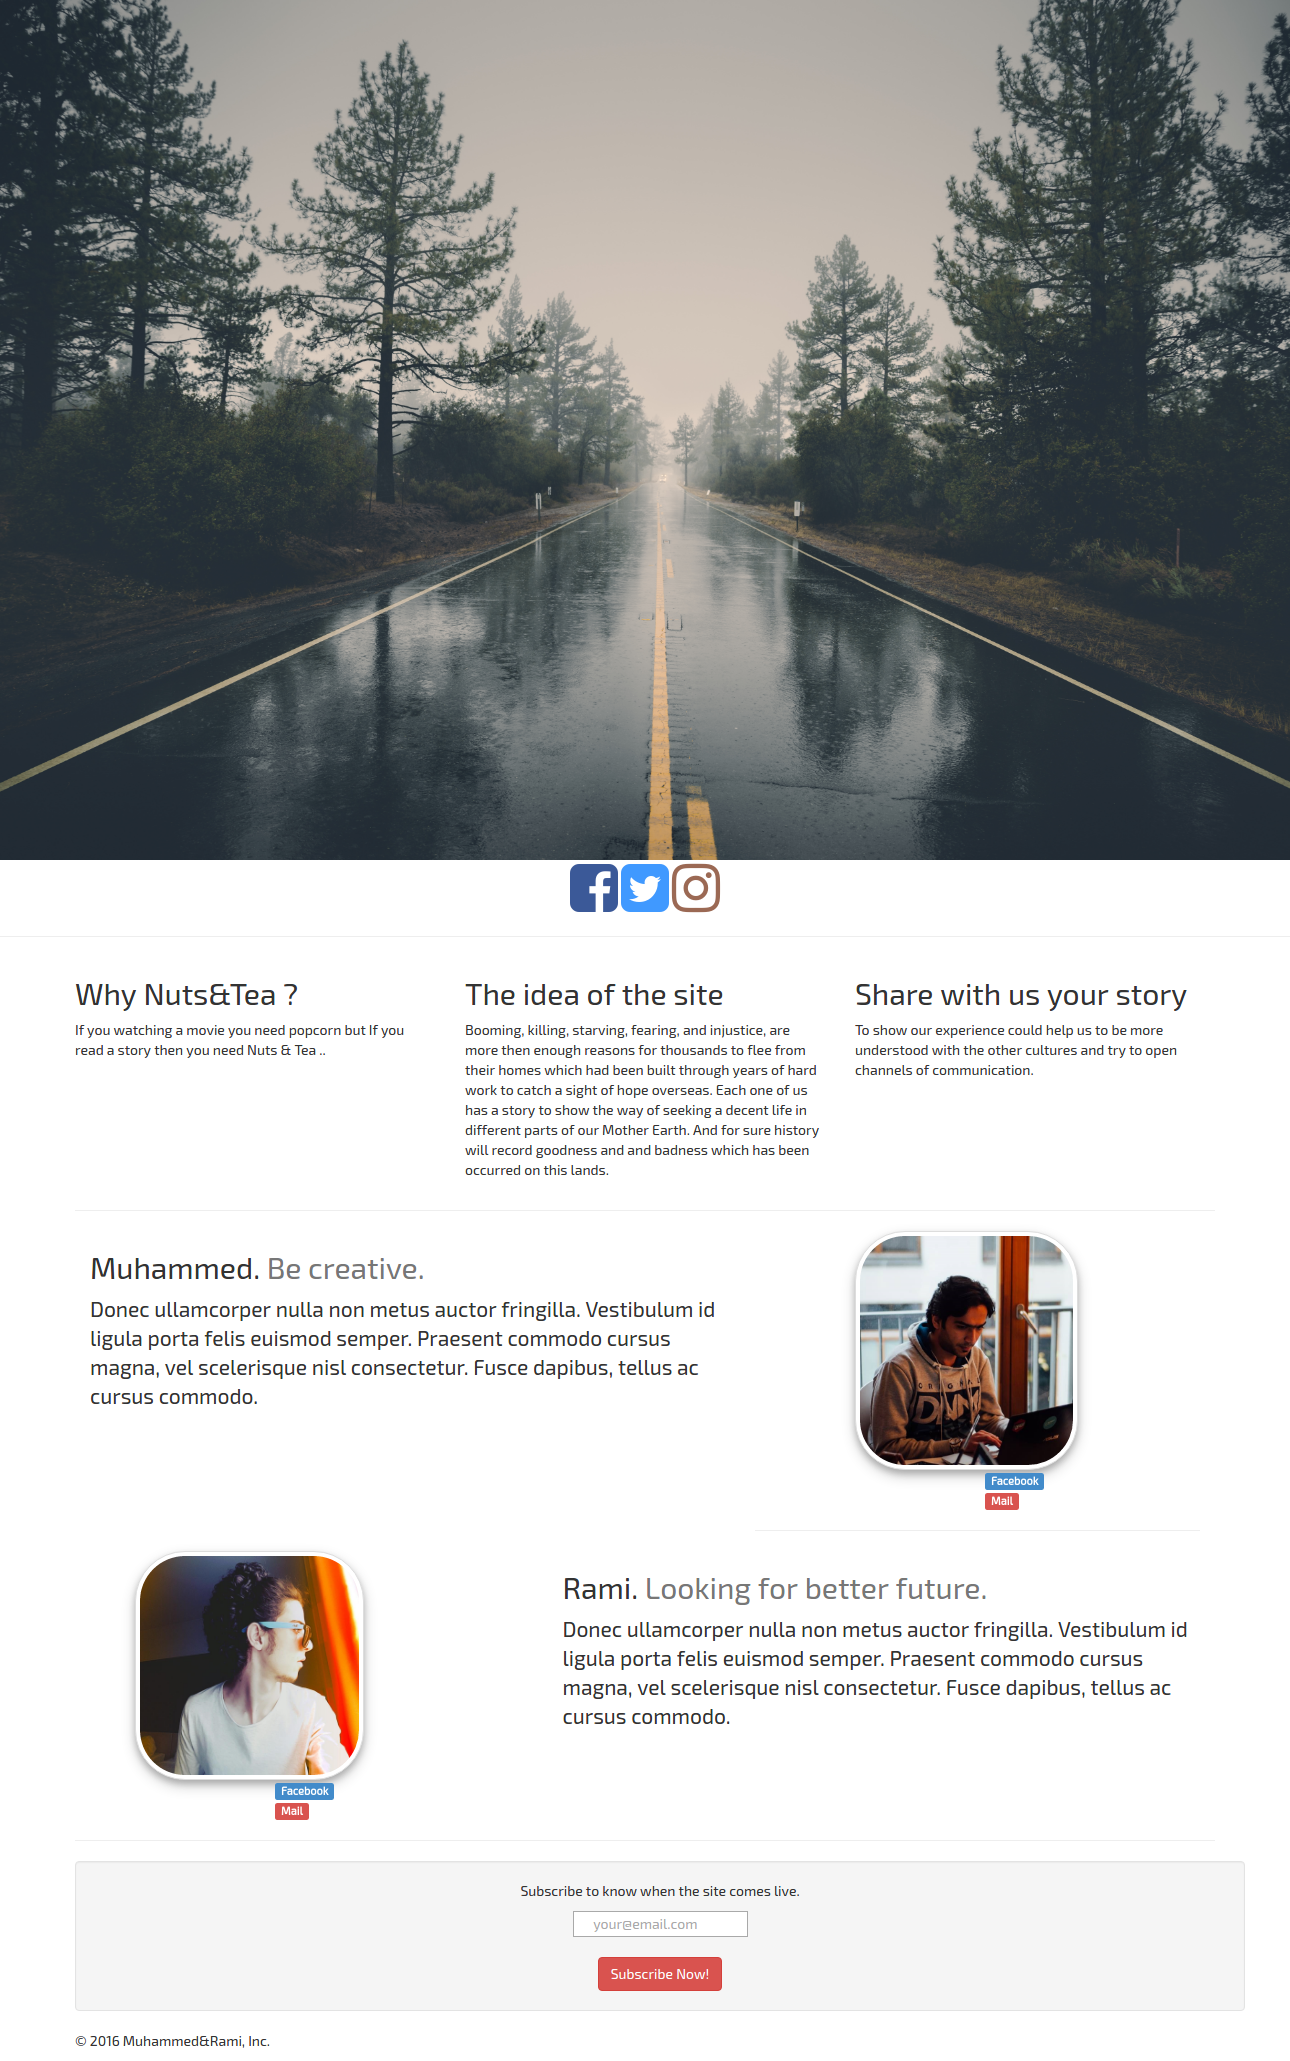 Why Nuts&Tea ?
If you watching a movie you need popcorn but If you
read a story then you need Nuts & Tea ..
The idea of the site
Booming, killing, starving, fearing, and injustice, are
more then enough reasons for thousands to flee from
their homes which had been built through years of hard
work to catch a sight of hope overseas. Each one of us
has a story to show the way of seeking a decent life in
different parts of our Mother Earth. And for sure history
will record goodness and and badness which has been
occurred on this lands.
Share with us your story
To show our experience could help us to be more
understood with the other cultures and try to open
channels of communication.
Muhammed. Be creative.
Donec ullamcorper nulla non metus auctor fringilla. Vestibulum id
ligula porta felis euismod semper. Praesent commodo cursus
magna, vel scelerisque nisl consectetur. Fusce dapibus, tellus ac
cursus commodo.
Facebook
Mail
Rami. Looking for better future.
Donec ullamcorper nulla non metus auctor fringilla. Vestibulum id
ligula porta felis euismod semper. Praesent commodo cursus
magna, vel scelerisque nisl consectetur. Fusce dapibus, tellus ac
cursus commodo.
Facebook
Mail
Subscribe to know when the site comes live.
your@email.com
Subscribe Now!
© 2016 Muhammed&Rami, Inc.